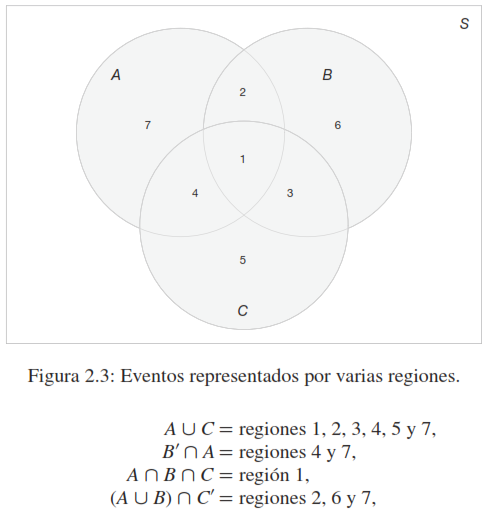 S
A
B
2
7
6
1
4
3
5
C
Figura 2.3: Eventos representados por varias regiones.
A ∪ C = regiones 1, 2, 3, 4, 5 y 7,
B′ ∩ A = regiones 4 y 7,
A ∩ B ∩ C = región 1,
(A ∪ B) ∩ C′ = regiones 2, 6 y 7,